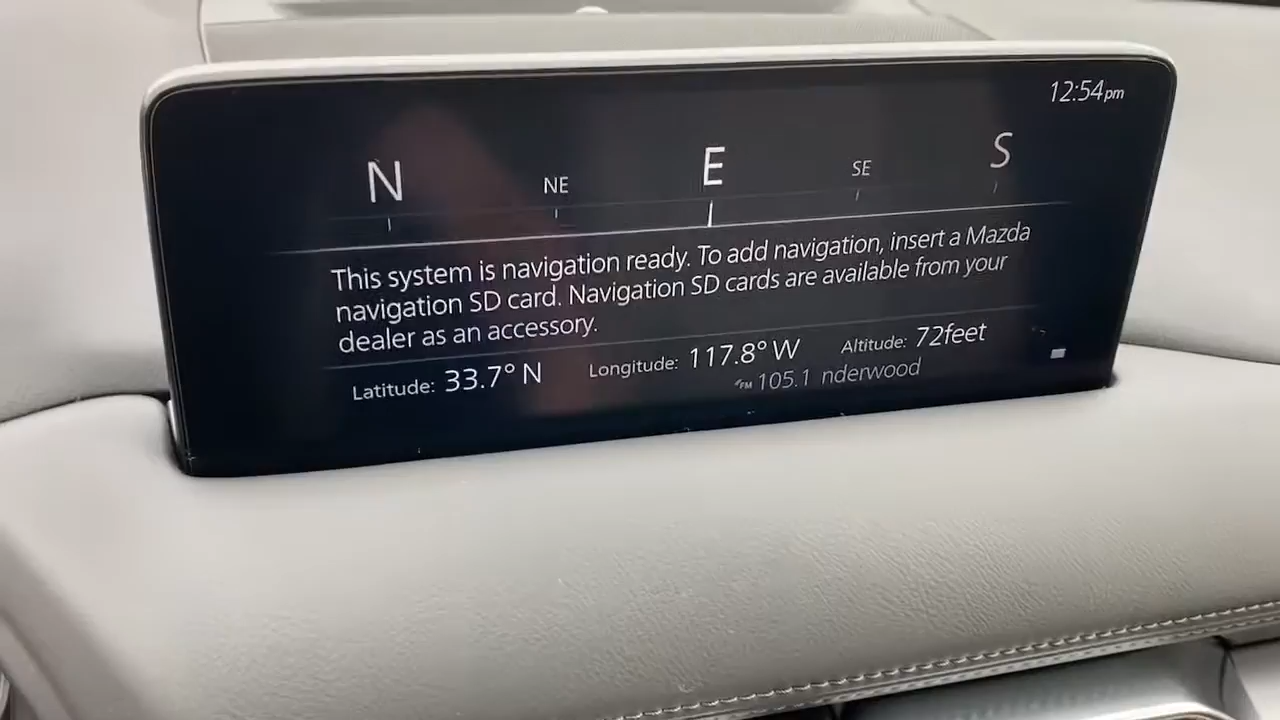 12:54pm
N NE E SE S
This system is navigation ready. To add navigation, insert a Mazda
navigation SD card. Navigation SD cards are available from your
dealer as an accessory.
Latitude: 33.7° N Longitude: 117.8° W Altitude: 72feet
FM 105.1 nderwood